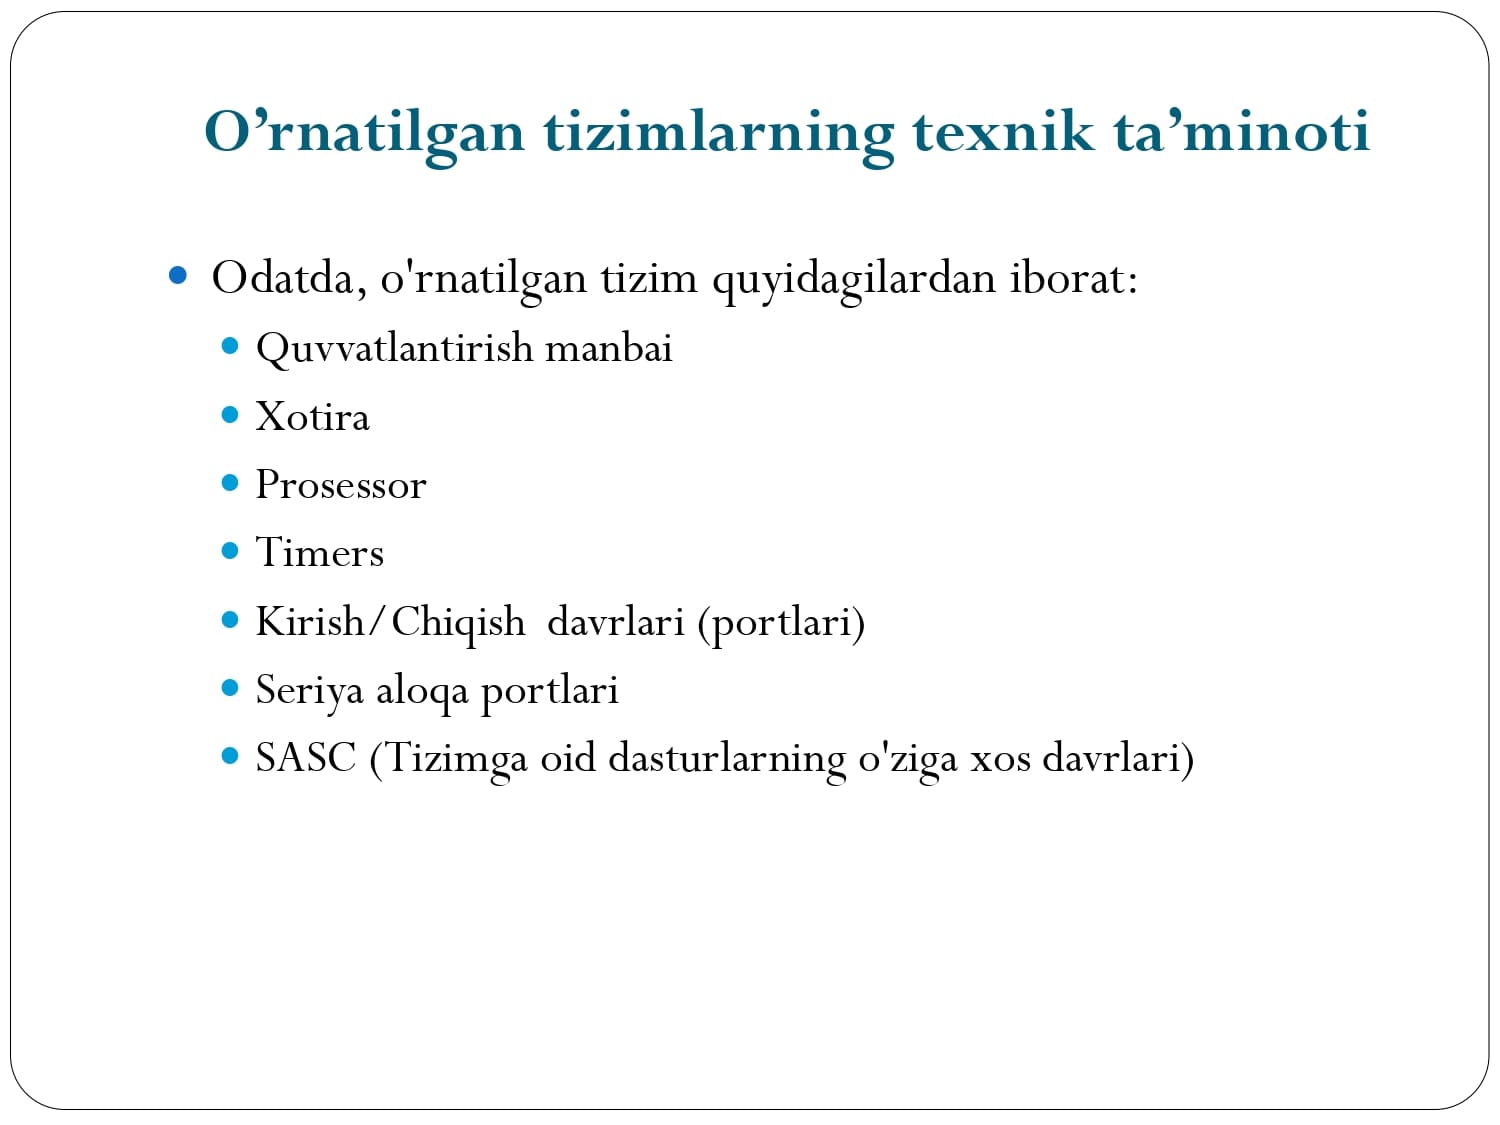 O’rnatilgan tizimlarning texnik ta’minoti
Odatda, o'rnatilgan tizim quyidagilardan iborat:
Quvvatlantirish manbai
Xotira
Prosessor
Timers
Kirish/Chiqish davrlari (portlari)
Seriya aloqa portlari
SASC (Tizimga oid dasturlarning o'ziga xos davrlari)